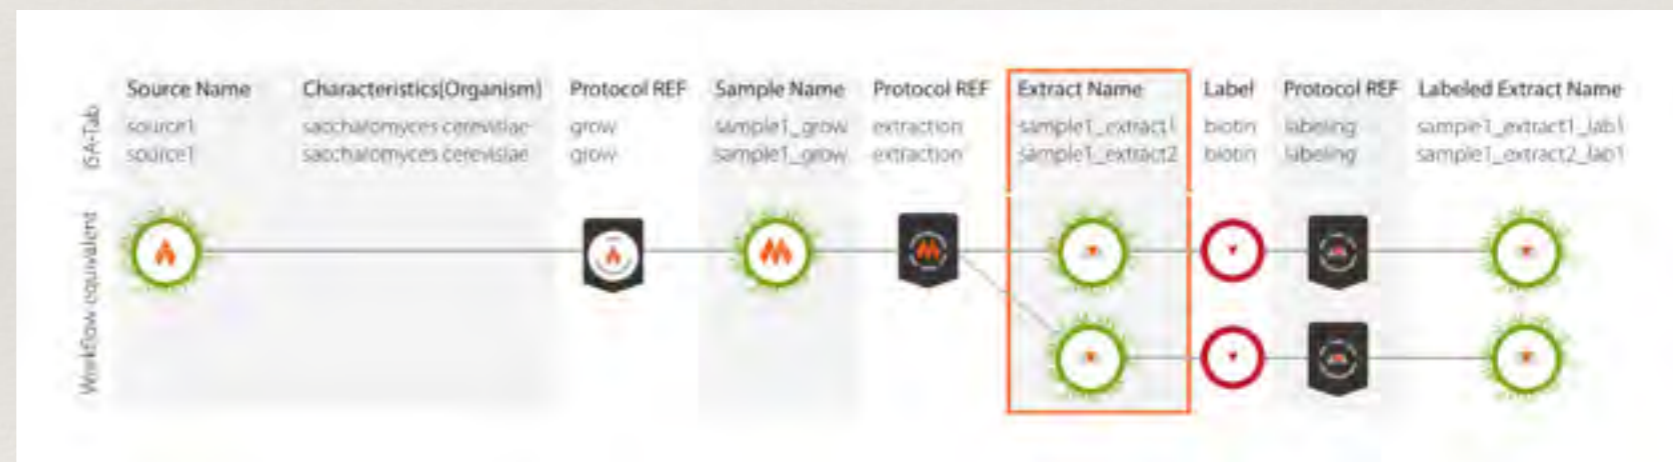 Source Name Characteristics[Organism] Protocol REF Sample Name Protocol REF Extract Name Label Protocol REF Labeled Extract Name
source1 saccharomyces cerevisiae grow sample1_grow extraction sample1_extract1 biotin labeling sample1_extract1_lab1
source1 saccharomyces cerevisiae grow sample1_grow extraction sample1_extract2 biotin labeling sample1_extract2_lab1
ISA-Tab
Workflow equivalent